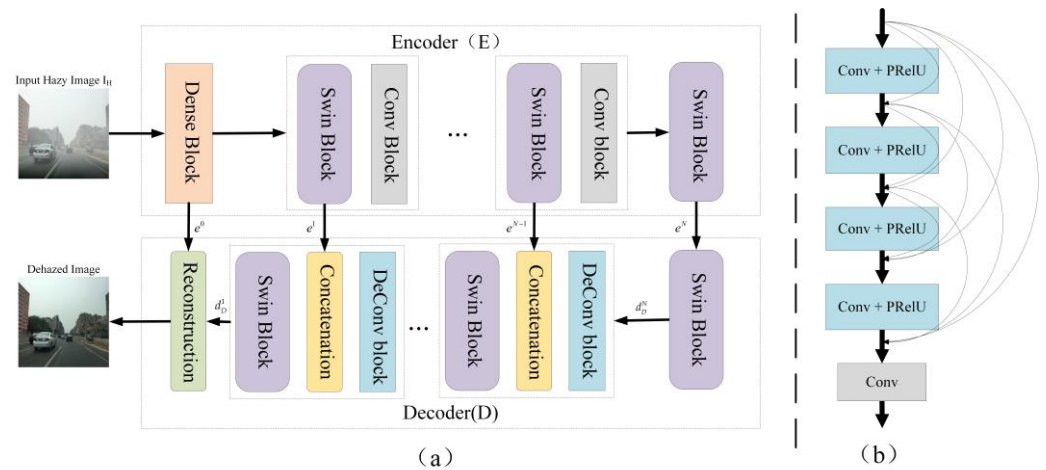 Encoder（E）
Input Hazy Image I_H
Dense Block
Swin Block
Conv Block
...
Swin Block
Conv block
Swin Block
e^0
e^1
e^{N-1}
e^N
Dehazed Image
Reconstruction
d_D^1
Swin Block
Concatenation
DeConv block
...
Swin Block
Concatenation
DeConv block
d_D^N
Swin Block
Decoder(D)
（a）
Conv + PRelU
Conv + PRelU
Conv + PRelU
Conv + PRelU
Conv
（b）